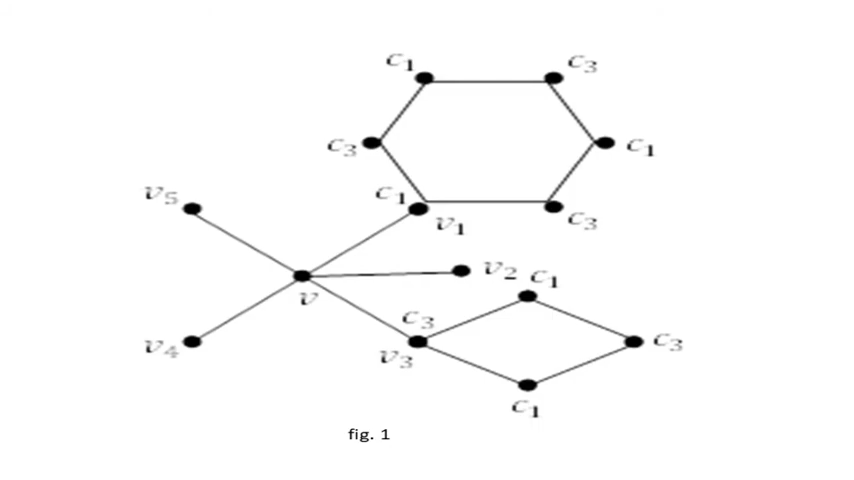 c₁ c₃
c₃ c₁
v₅ c₁ v₁ c₃
v v₂ c₁
v₄ c₃ v₃ c₃
c₁
fig. 1